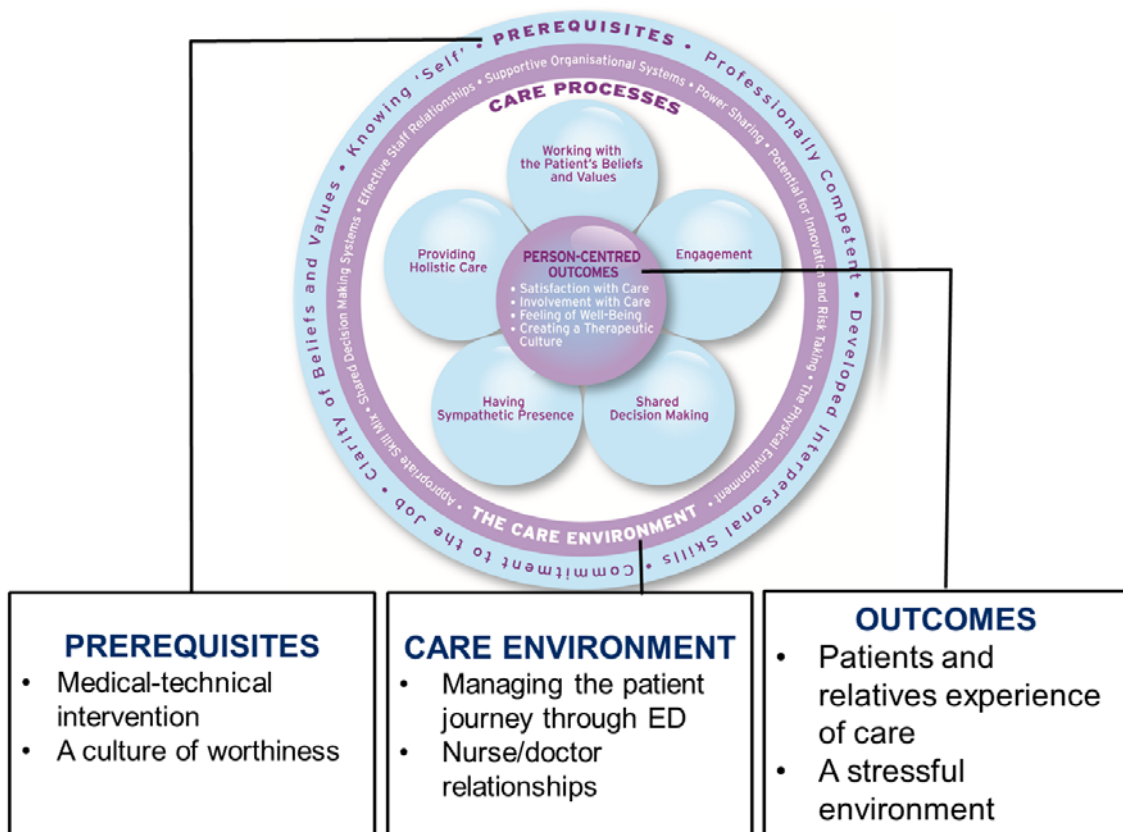 • PREREQUISITES • Professionally Competent • Developed Interpersonal Skills • Commitment to the Job • Clarity of Beliefs and Values • Knowing 'Self'
• Supportive Organisational Systems • Power Sharing • Potential for Innovation and Risk Taking • The Physical Environment •
THE CARE ENVIRONMENT
• Appropriate Skill Mix • Shared Decision Making Systems • Effective Staff Relationships
CARE PROCESSES
Working with
the Patient's Beliefs
and Values
Providing
Holistic Care
Engagement
PERSON-CENTRED
OUTCOMES
• Satisfaction with Care
• Involvement with Care
• Feeling of Well-Being
• Creating a Therapeutic
Culture
Having
Sympathetic Presence
Shared
Decision Making
PREREQUISITES
• Medical-technical
intervention
• A culture of worthiness
CARE ENVIRONMENT
• Managing the patient
journey through ED
• Nurse/doctor
relationships
OUTCOMES
• Patients and
relatives experience
of care
• A stressful
environment